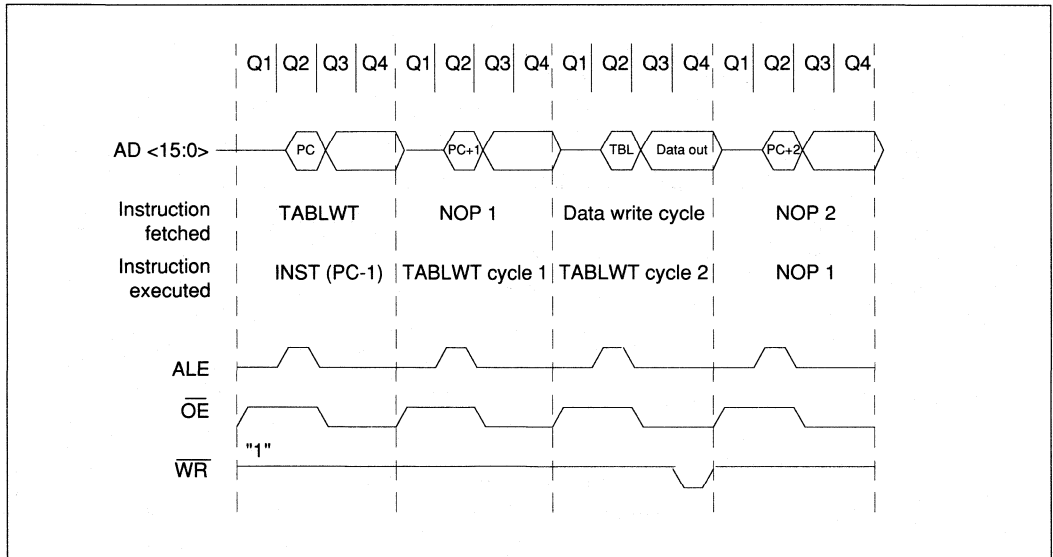 Q1 Q2 Q3 Q4 Q1 Q2 Q3 Q4 Q1 Q2 Q3 Q4 Q1 Q2 Q3 Q4
AD <15:0> PC PC+1 TBL Data out PC+2
Instruction fetched TABLWT NOP 1 Data write cycle NOP 2
Instruction executed INST (PC-1) TABLWT cycle 1 TABLWT cycle 2 NOP 1
ALE
OE
"1"
WR